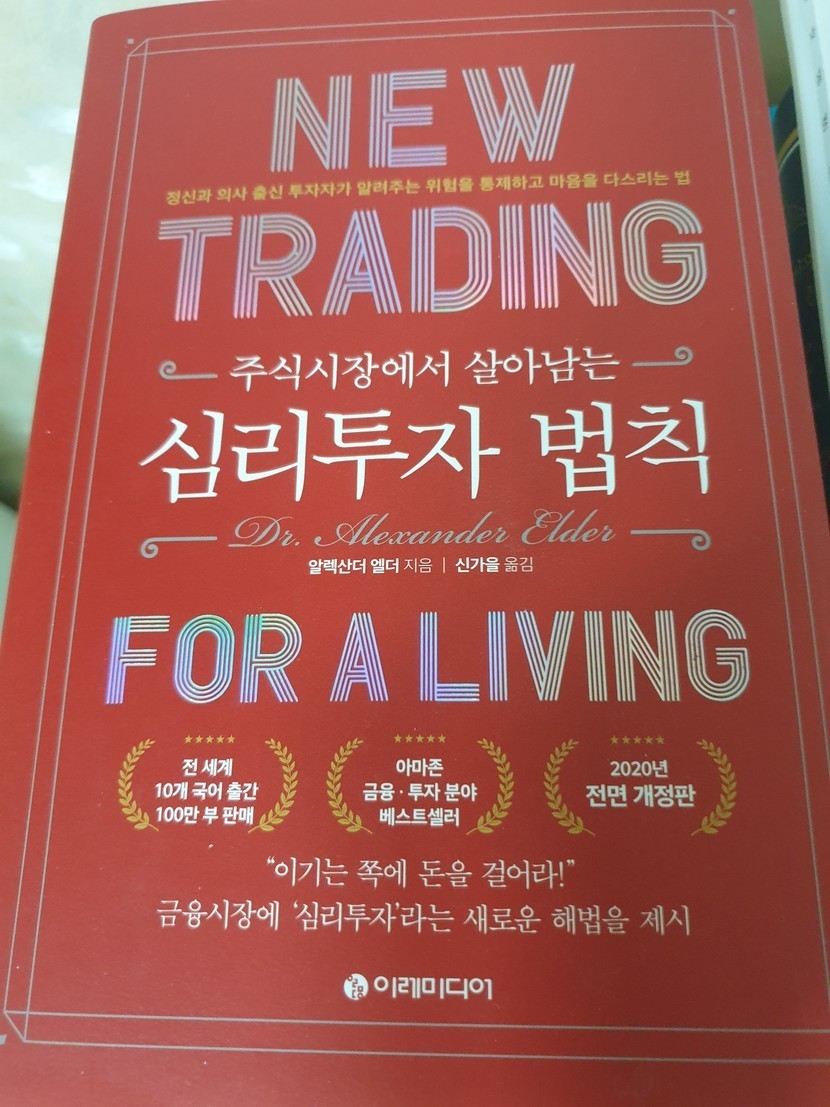 NEW
정신과 의사 출신 투자자가 알려주는 위험을 통제하고 마음을 다스리는 법
TRADING
주식시장에서 살아남는
심리투자 법칙
Dr. Alexander Elder
알렉산더 엘더 지음 | 신가을 옮김
FOR A LIVING
전 세계
10개 국어 출간
100만 부 판매
아마존
금융·투자 분야
베스트셀러
2020년
전면 개정판
“이기는 쪽에 돈을 걸어라!”
금융시장에 ‘심리투자’라는 새로운 해법을 제시
이레미디어